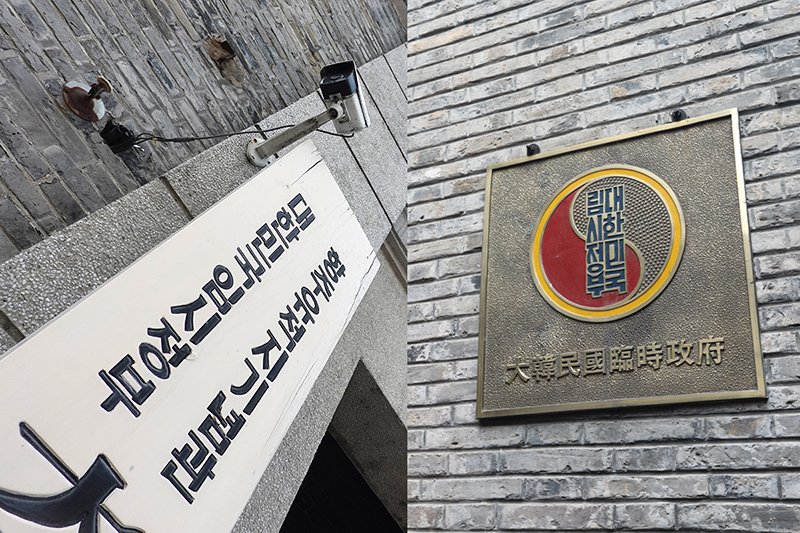 대한민국임시정부
항주유적지기념관
대한민국
림시정부
大韓民國臨時政府